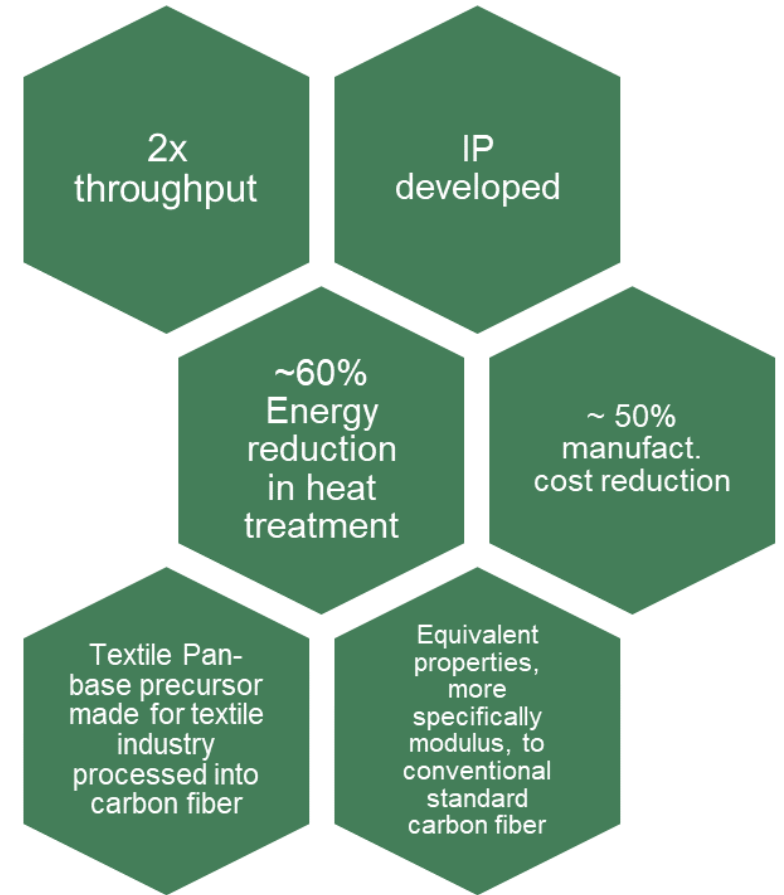 2x
throughput
IP
developed
~60%
Energy
reduction
in heat
treatment
~ 50%
manufact.
cost reduction
Textile Pan-
base precursor
made for textile
industry
processed into
carbon fiber
Equivalent
properties,
more
specifically
modulus, to
conventional
standard
carbon fiber